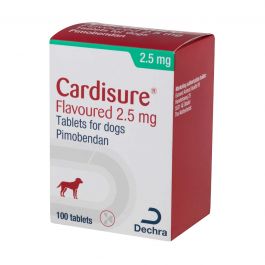 2.5 mg
Cardisure®
Flavoured 2.5 mg
Tablets for dogs
Pimobendan
100 tablets
Dechra